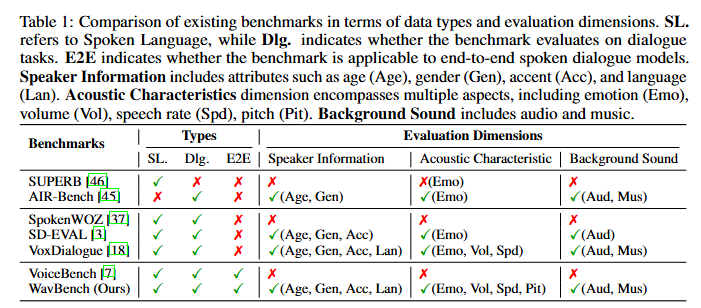 Table 1: Comparison of existing benchmarks in terms of data types and evaluation dimensions. SL.
refers to Spoken Language, while Dlg. indicates whether the benchmark evaluates on dialogue
tasks. E2E indicates whether the benchmark is applicable to end-to-end spoken dialogue models.
Speaker Information includes attributes such as age (Age), gender (Gen), accent (Acc), and language
(Lan). Acoustic Characteristics dimension encompasses multiple aspects, including emotion (Emo),
volume (Vol), speech rate (Spd), pitch (Pit). Background Sound includes audio and music.
Benchmarks Types Evaluation Dimensions
SL. Dlg. E2E Speaker Information Acoustic Characteristic Background Sound
SUPERB [46] ✓ ✗ ✗ ✗ ✗(Emo) ✗
AIR-Bench [45] ✗ ✓ ✗ ✓(Age, Gen) ✓(Emo) ✓(Aud, Mus)
SpokenWOZ [37] ✓ ✓ ✗ ✗ ✗ ✗
SD-EVAL [3] ✓ ✓ ✗ ✓(Age, Gen, Acc) ✓(Emo) ✓(Aud)
VoxDialogue [18] ✓ ✓ ✗ ✓(Age, Gen, Acc, Lan) ✓(Emo, Vol, Spd) ✓(Aud, Mus)
VoiceBench [7] ✓ ✓ ✓ ✗ ✗ ✗
WavBench (Ours) ✓ ✓ ✓ ✓(Age, Gen, Acc, Lan) ✓(Emo, Vol, Spd, Pit) ✓(Aud, Mus)